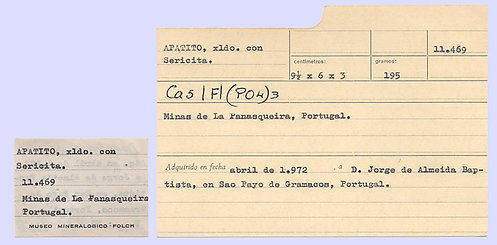 APATITO, xldo. con
Sericita.
11.469
Minas de La Panasqueira
Portugal.
MUSEO MINERALOGICO FOLCH
APATITO, xldo. con
Sericita.
11.469
centímetros:
gramos:
9½ x 6 x 3
195
Ca5|F|(PO4)3
Minas de La Panasqueira, Portugal.
Adquirido en fecha abril de 1.972 .a D. Jorge de Almeida Bap-
tista, en Sao Payo de Gramacos, Portugal.